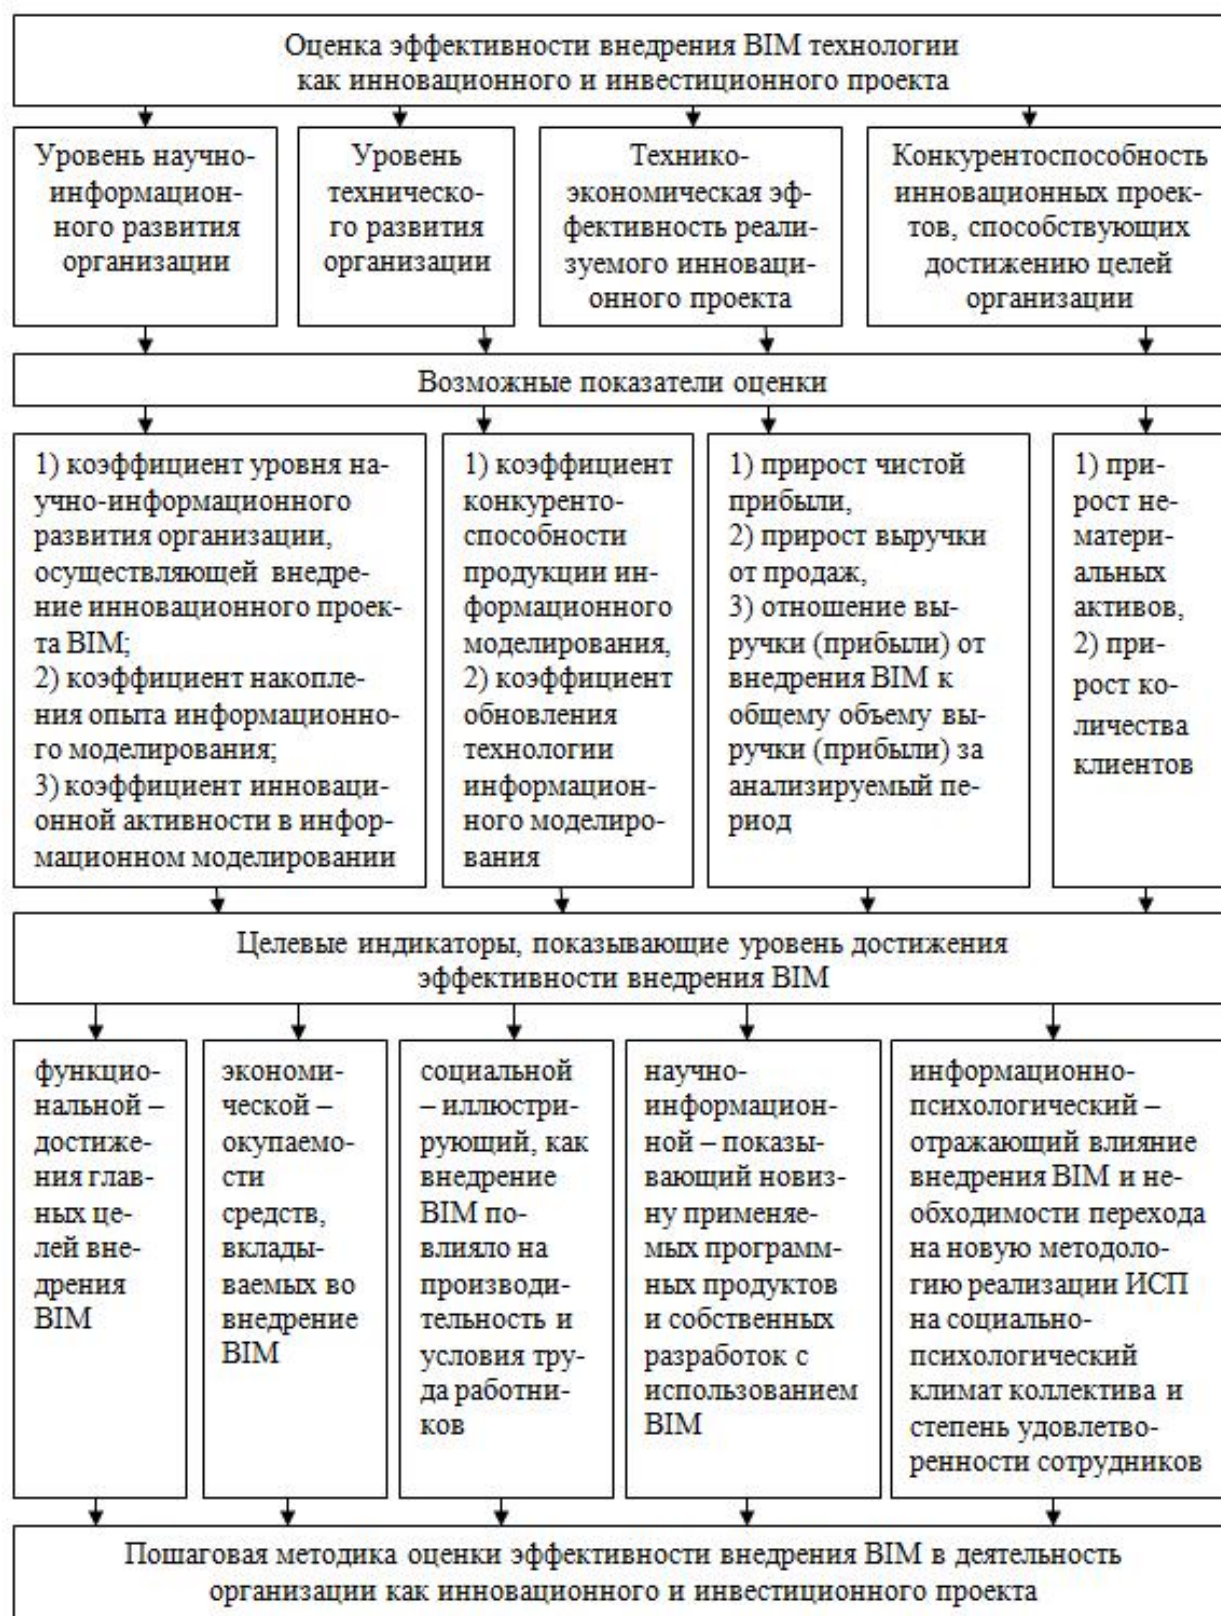 Оценка эффективности внедрения BIM технологии
как инновационного и инвестиционного проекта
Уровень научно-
информацион-
ного развития
организации
Уровень
техническо-
го развития
организации
Технико-
экономическая эф-
фективность реали-
зуемого инноваци-
онного проекта
Конкурентоспособность
инновационных проек-
тов, способствующих
достижению целей
организации
Возможные показатели оценки
1) коэффициент уровня на-
учно-информационного
развития организации,
осуществляющей внедре-
ние инновационного проек-
та BIM;
2) коэффициент накопле-
ния опыта информационно-
го моделирования;
3) коэффициент инноваци-
онной активности в инфор-
мационном моделировании
1) коэффициент
конкуренто-
способности
продукции ин-
формационного
моделирования,
2) коэффициент
обновления
технологии
информацион-
ного моделиро-
вания
1) прирост чистой
прибыли,
2) прирост выручки
от продаж,
3) отношение вы-
ручки (прибыли) от
внедрения BIM к
общему объему вы-
ручки (прибыли) за
анализируемый пе-
риод
1) при-
рост не-
матери-
альных
активов,
2) при-
рост ко-
личества
клиентов
Целевые индикаторы, показывающие уровень достижения
эффективности внедрения BIM
функцио-
нальной –
достиже-
ния глав-
ных це-
лей вне-
дрения
BIM
экономи-
ческой –
окупаемо-
сти
средств,
вклады-
ваемых во
внедрение
BIM
социальной
– иллюстри-
рующий, как
внедрение
BIM по-
влияло на
производи-
тельность и
условия тру-
да работни-
ков
научно-
информацион-
ной – показы-
вающий новиз-
ну применяе-
мых программ-
ных продуктов
и собственных
разработок с
использованием
BIM
информационно-
психологический –
отражающий влияние
внедрения BIM и не-
обходимости перехода
на новую методоло-
гию реализации ИСП
на социально-
психологический
климат коллектива и
степень удовлетво-
ренности сотрудников
Пошаговая методика оценки эффективности внедрения BIM в деятельность
организации как инновационного и инвестиционного проекта